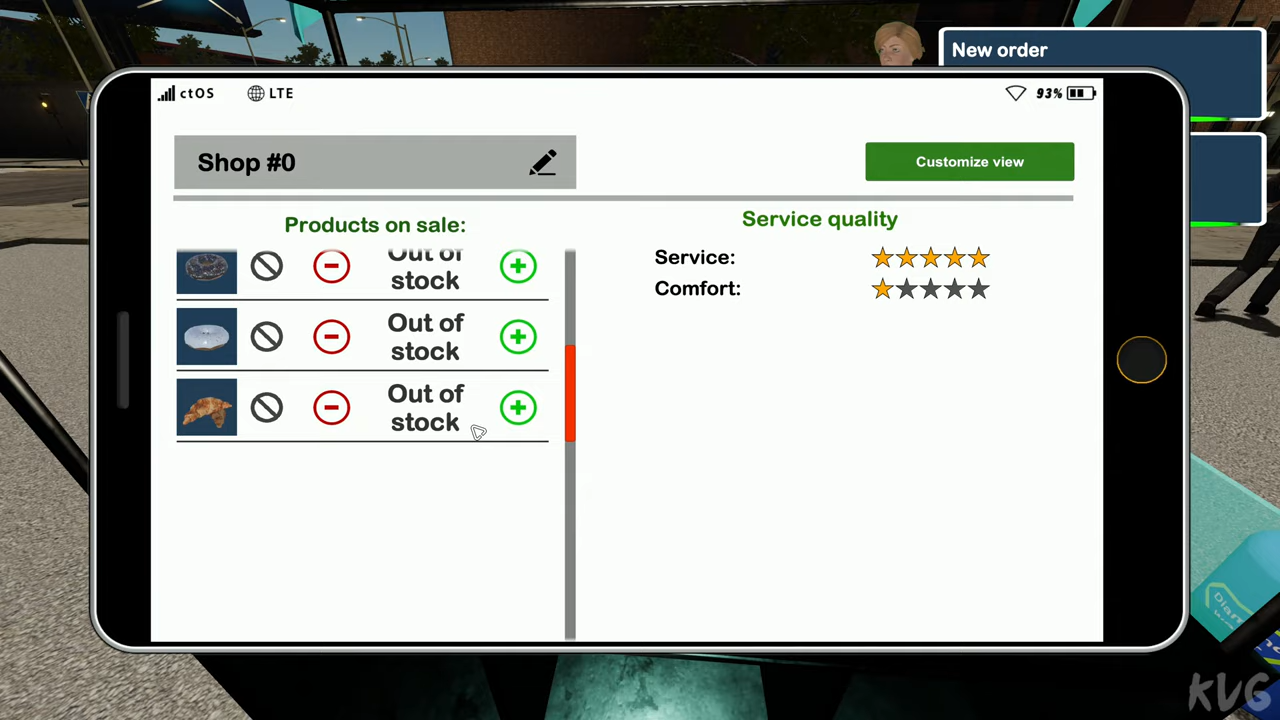 New order
ctOS LTE 93%
Shop #0
Customize view
Products on sale:
Service quality
Out of
stock
Service:
Comfort:
Out of
stock
Out of
stock
KVG